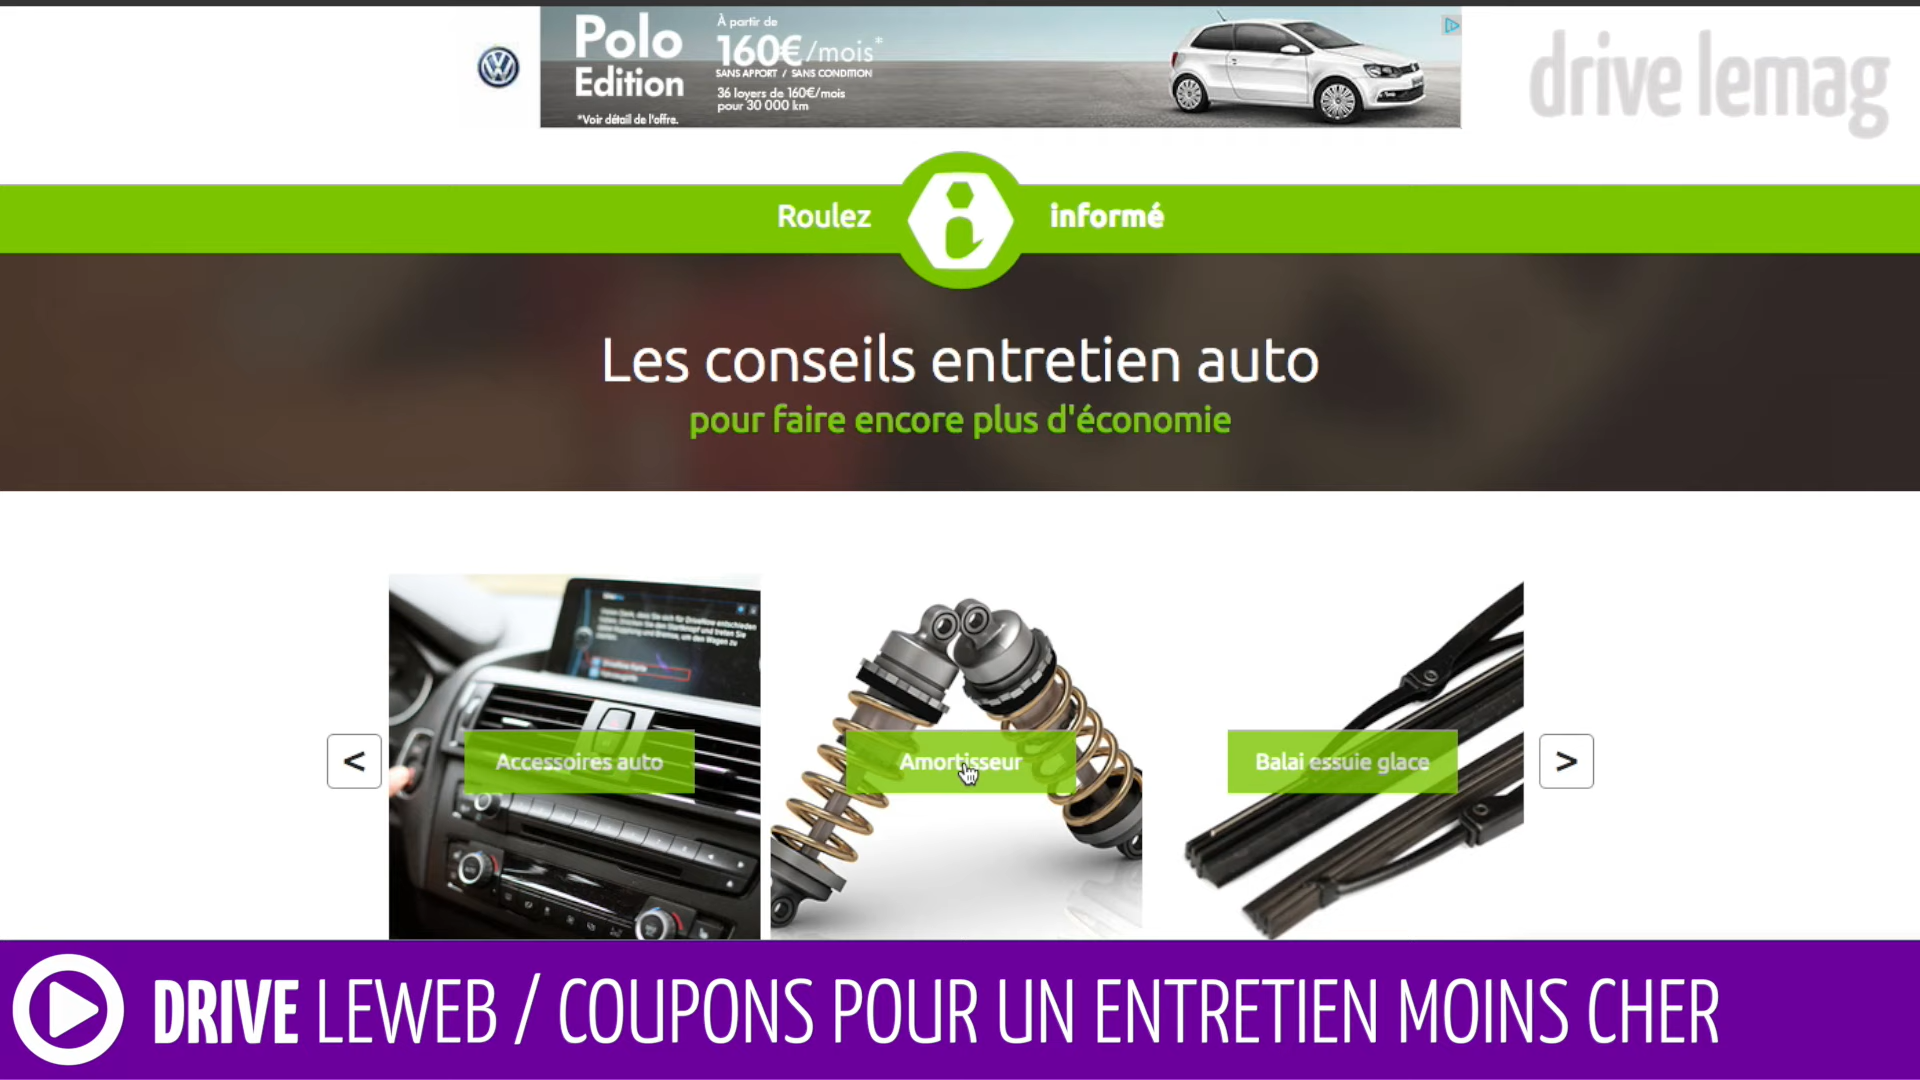 Polo
Edition
*Voir détail de l'offre.
À partir de
160€/mois*
SANS APPORT / SANS CONDITION
36 loyers de 160€/mois
pour 30 000 km
drive lemag
Roulez informé
Les conseils entretien auto
pour faire encore plus d'économie
< Accessoires auto Amortisseur Balai essuie glace >
DRIVE LEWEB / COUPONS POUR UN ENTRETIEN MOINS CHER